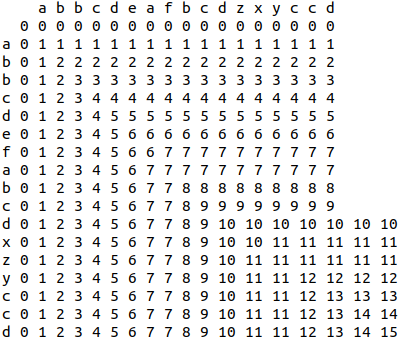 a b b c d e a f b c d z x y c c d
0 0 0 0 0 0 0 0 0 0 0 0 0 0 0 0 0 0
a 0 1 1 1 1 1 1 1 1 1 1 1 1 1 1 1 1 1
b 0 1 2 2 2 2 2 2 2 2 2 2 2 2 2 2 2 2
b 0 1 2 3 3 3 3 3 3 3 3 3 3 3 3 3 3 3
c 0 1 2 3 4 4 4 4 4 4 4 4 4 4 4 4 4 4
d 0 1 2 3 4 5 5 5 5 5 5 5 5 5 5 5 5 5
e 0 1 2 3 4 5 6 6 6 6 6 6 6 6 6 6 6 6
f 0 1 2 3 4 5 6 6 7 7 7 7 7 7 7 7 7 7
a 0 1 2 3 4 5 6 7 7 7 7 7 7 7 7 7 7 7
b 0 1 2 3 4 5 6 7 7 8 8 8 8 8 8 8 8 8
c 0 1 2 3 4 5 6 7 7 8 9 9 9 9 9 9 9 9
d 0 1 2 3 4 5 6 7 7 8 9 10 10 10 10 10 10 10
x 0 1 2 3 4 5 6 7 7 8 9 10 10 11 11 11 11 11
z 0 1 2 3 4 5 6 7 7 8 9 10 11 11 11 11 11 11
y 0 1 2 3 4 5 6 7 7 8 9 10 11 11 12 12 12 12
c 0 1 2 3 4 5 6 7 7 8 9 10 11 11 12 13 13 13
c 0 1 2 3 4 5 6 7 7 8 9 10 11 11 12 13 14 14
d 0 1 2 3 4 5 6 7 7 8 9 10 11 11 12 13 14 15